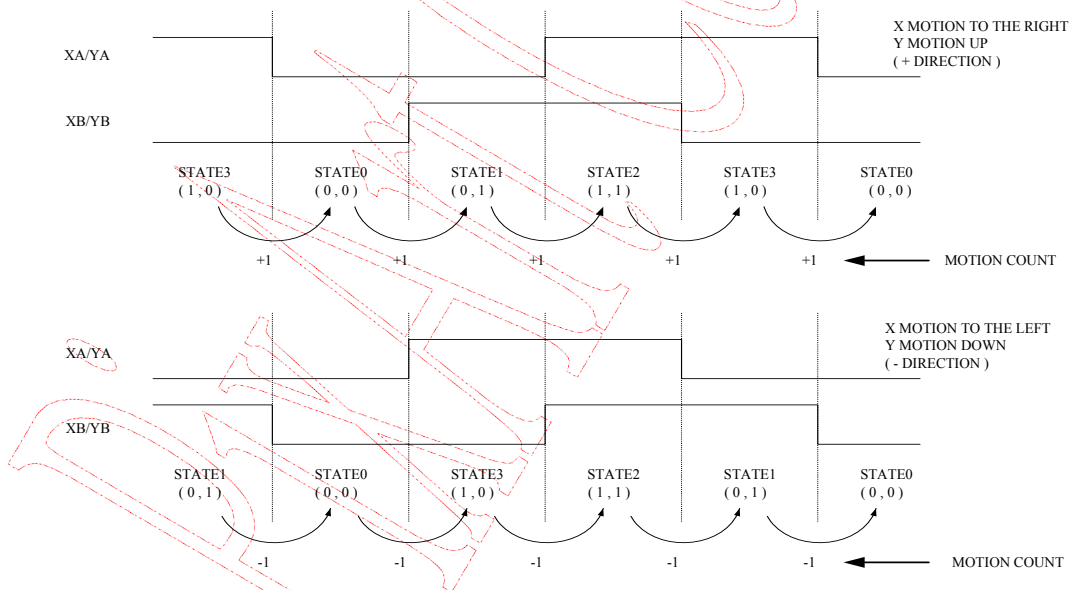 XA/YA
X MOTION TO THE RIGHT
Y MOTION UP
( + DIRECTION )
XB/YB
STATE3 STATE0 STATE1 STATE2 STATE3 STATE0
( 1 , 0 ) ( 0 , 0 ) ( 0 , 1 ) ( 1 , 1 ) ( 1 , 0 ) ( 0 , 0 )
+1 +1 +1 +1 +1 MOTION COUNT
XA/YA
X MOTION TO THE LEFT
Y MOTION DOWN
( - DIRECTION )
XB/YB
STATE1 STATE0 STATE3 STATE2 STATE1 STATE0
( 0 , 1 ) ( 0 , 0 ) ( 1 , 0 ) ( 1 , 1 ) ( 0 , 1 ) ( 0 , 0 )
-1 -1 -1 -1 -1 MOTION COUNT